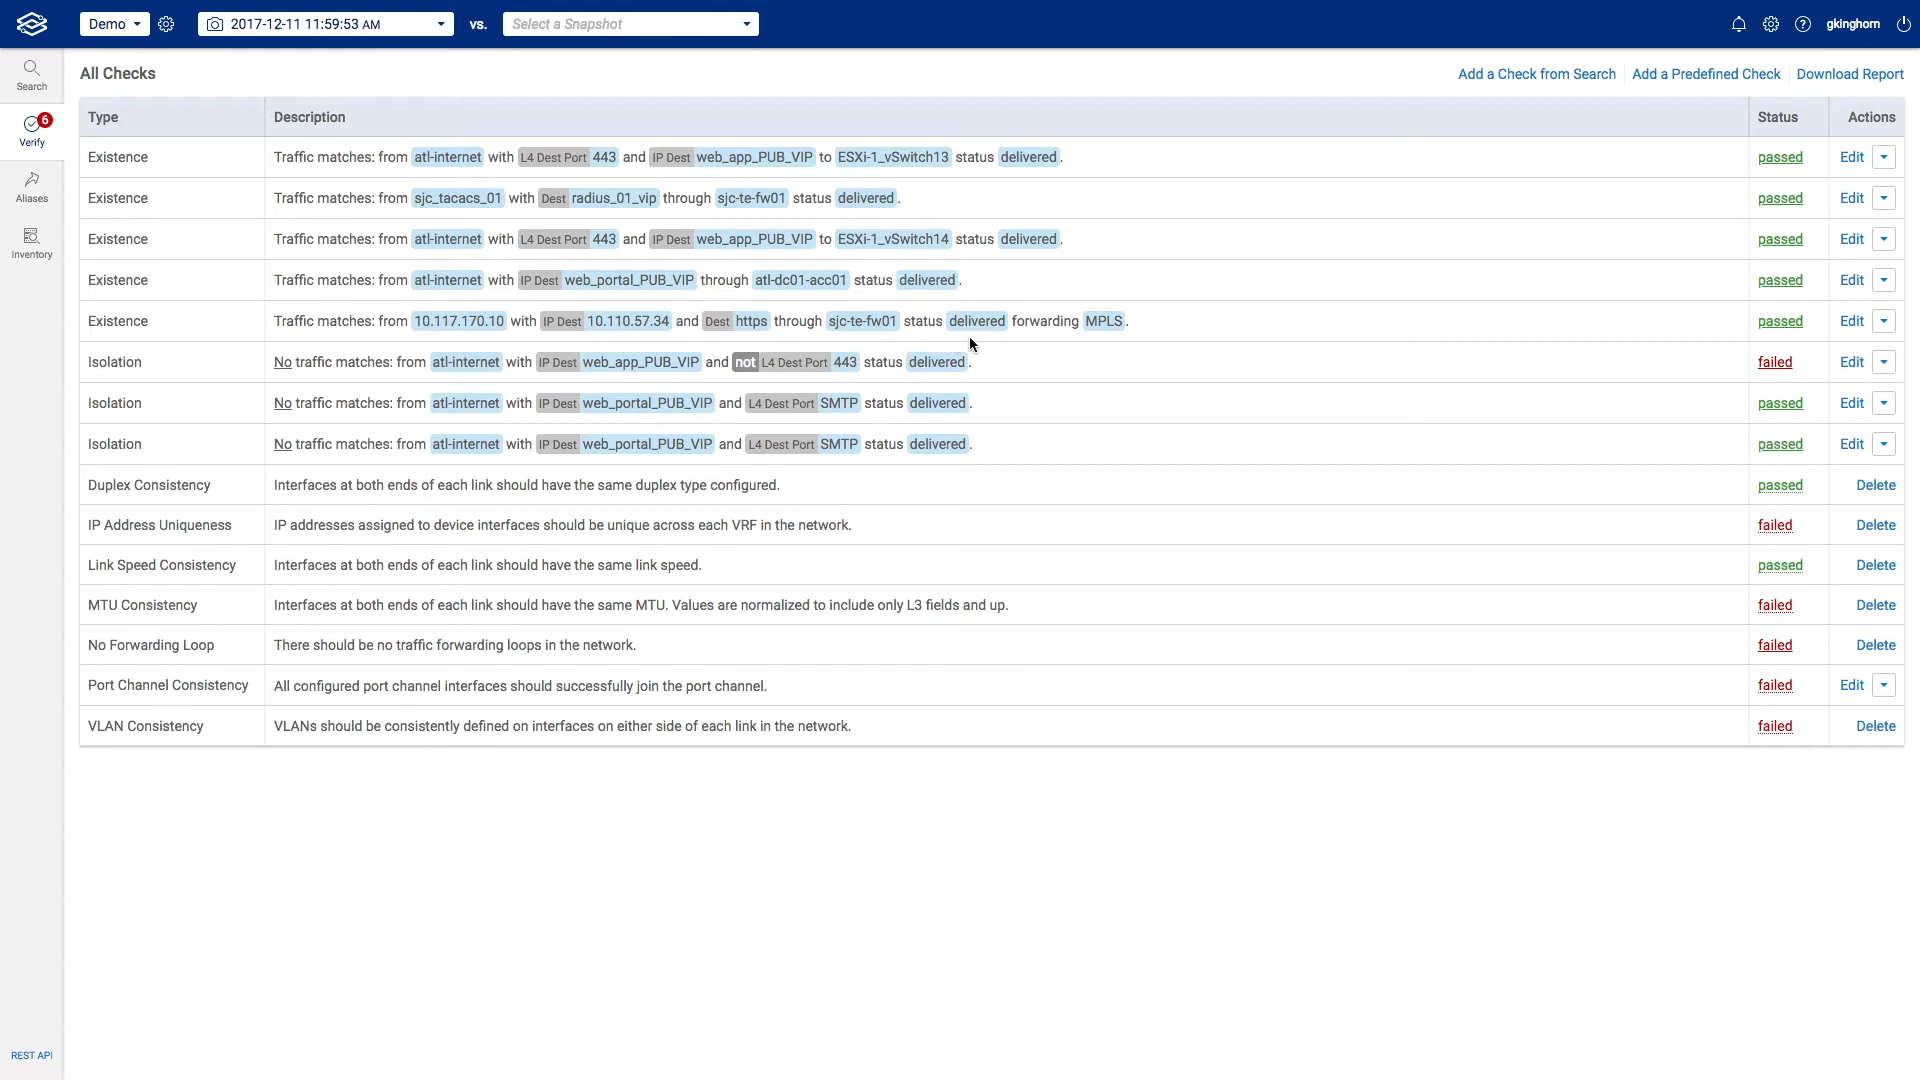 Demo 2017-12-11 11:59:53 AM vs. Select a Snapshot gkinghorn
Search
6
Verify
Aliases
Inventory
REST API
All Checks Add a Check from Search Add a Predefined Check Download Report
Type Description Status Actions
Existence Traffic matches: from atl-internet with L4 Dest Port 443 and IP Dest web_app_PUB_VIP to ESXi-1_vSwitch13 status delivered. passed Edit
Existence Traffic matches: from sjc_tacacs_01 with Dest radius_01_vip through sjc-te-fw01 status delivered. passed Edit
Existence Traffic matches: from atl-internet with L4 Dest Port 443 and IP Dest web_app_PUB_VIP to ESXi-1_vSwitch14 status delivered. passed Edit
Existence Traffic matches: from atl-internet with IP Dest web_portal_PUB_VIP through atl-dc01-acc01 status delivered. passed Edit
Existence Traffic matches: from 10.117.170.10 with IP Dest 10.110.57.34 and Dest https through sjc-te-fw01 status delivered forwarding MPLS. passed Edit
Isolation No traffic matches: from atl-internet with IP Dest web_app_PUB_VIP and not L4 Dest Port 443 status delivered. failed Edit
Isolation No traffic matches: from atl-internet with IP Dest web_portal_PUB_VIP and L4 Dest Port SMTP status delivered. passed Edit
Isolation No traffic matches: from atl-internet with IP Dest web_portal_PUB_VIP and L4 Dest Port SMTP status delivered. passed Edit
Duplex Consistency Interfaces at both ends of each link should have the same duplex type configured. passed Delete
IP Address Uniqueness IP addresses assigned to device interfaces should be unique across each VRF in the network. failed Delete
Link Speed Consistency Interfaces at both ends of each link should have the same link speed. passed Delete
MTU Consistency Interfaces at both ends of each link should have the same MTU. Values are normalized to include only L3 fields and up. failed Delete
No Forwarding Loop There should be no traffic forwarding loops in the network. failed Delete
Port Channel Consistency All configured port channel interfaces should successfully join the port channel. failed Edit
VLAN Consistency VLANs should be consistently defined on interfaces on either side of each link in the network. failed Delete